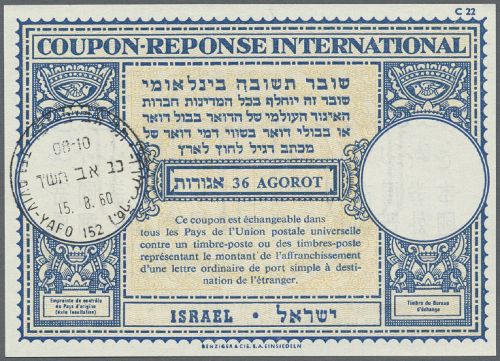 C 22
COUPON-REPONSE INTERNATIONAL
שובר תשובה בינלאומי
שובר זה יוחלף בכל המדינות חברות
האיגוד העולמי של הדואר בבול דואר
או בבולי דואר בשווי דמי דואר של
מכתב רגיל לחוץ לארץ
36 AGOROT אגורות
Ce coupon est échangeable dans
tous les Pays de l'Union postale universelle
contre un timbre-poste ou des timbres-poste
représentant le montant de l'affranchissement
d'une lettre ordinaire de port simple à desti-
nation de l'étranger.
ISRAEL • ישראל
08-10
כב אב תשך
15. 8. 60
TEL AVIV-YAFO 152
Empreinte de contrôle
du Pays d'origine
(date facultative)
Timbre du Bureau
d'échange
BENZIGER & CIE. S.A. EINSIEDELN